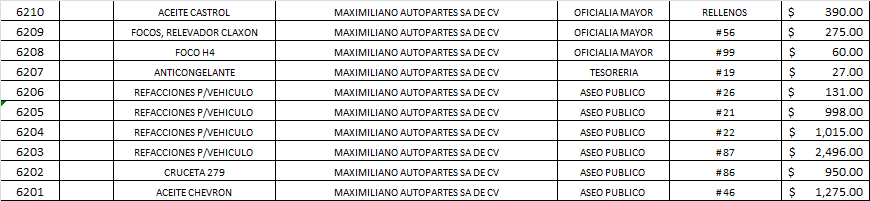 6210 ACEITE CASTROL MAXIMILIANO AUTOPARTES SA DE CV OFICIALIA MAYOR RELLENOS $ 390.00
6209 FOCOS, RELEVADOR CLAXON MAXIMILIANO AUTOPARTES SA DE CV OFICIALIA MAYOR #56 $ 275.00
6208 FOCO H4 MAXIMILIANO AUTOPARTES SA DE CV OFICIALIA MAYOR #99 $ 60.00
6207 ANTICONGELANTE MAXIMILIANO AUTOPARTES SA DE CV TESORERIA #19 $ 27.00
6206 REFACCIONES P/VEHICULO MAXIMILIANO AUTOPARTES SA DE CV ASEO PUBLICO #26 $ 131.00
6205 REFACCIONES P/VEHICULO MAXIMILIANO AUTOPARTES SA DE CV ASEO PUBLICO #21 $ 998.00
6204 REFACCIONES P/VEHICULO MAXIMILIANO AUTOPARTES SA DE CV ASEO PUBLICO #22 $ 1,015.00
6203 REFACCIONES P/VEHICULO MAXIMILIANO AUTOPARTES SA DE CV ASEO PUBLICO #87 $ 2,496.00
6202 CRUCETA 279 MAXIMILIANO AUTOPARTES SA DE CV ASEO PUBLICO #86 $ 950.00
6201 ACEITE CHEVRON MAXIMILIANO AUTOPARTES SA DE CV ASEO PUBLICO #46 $ 1,275.00